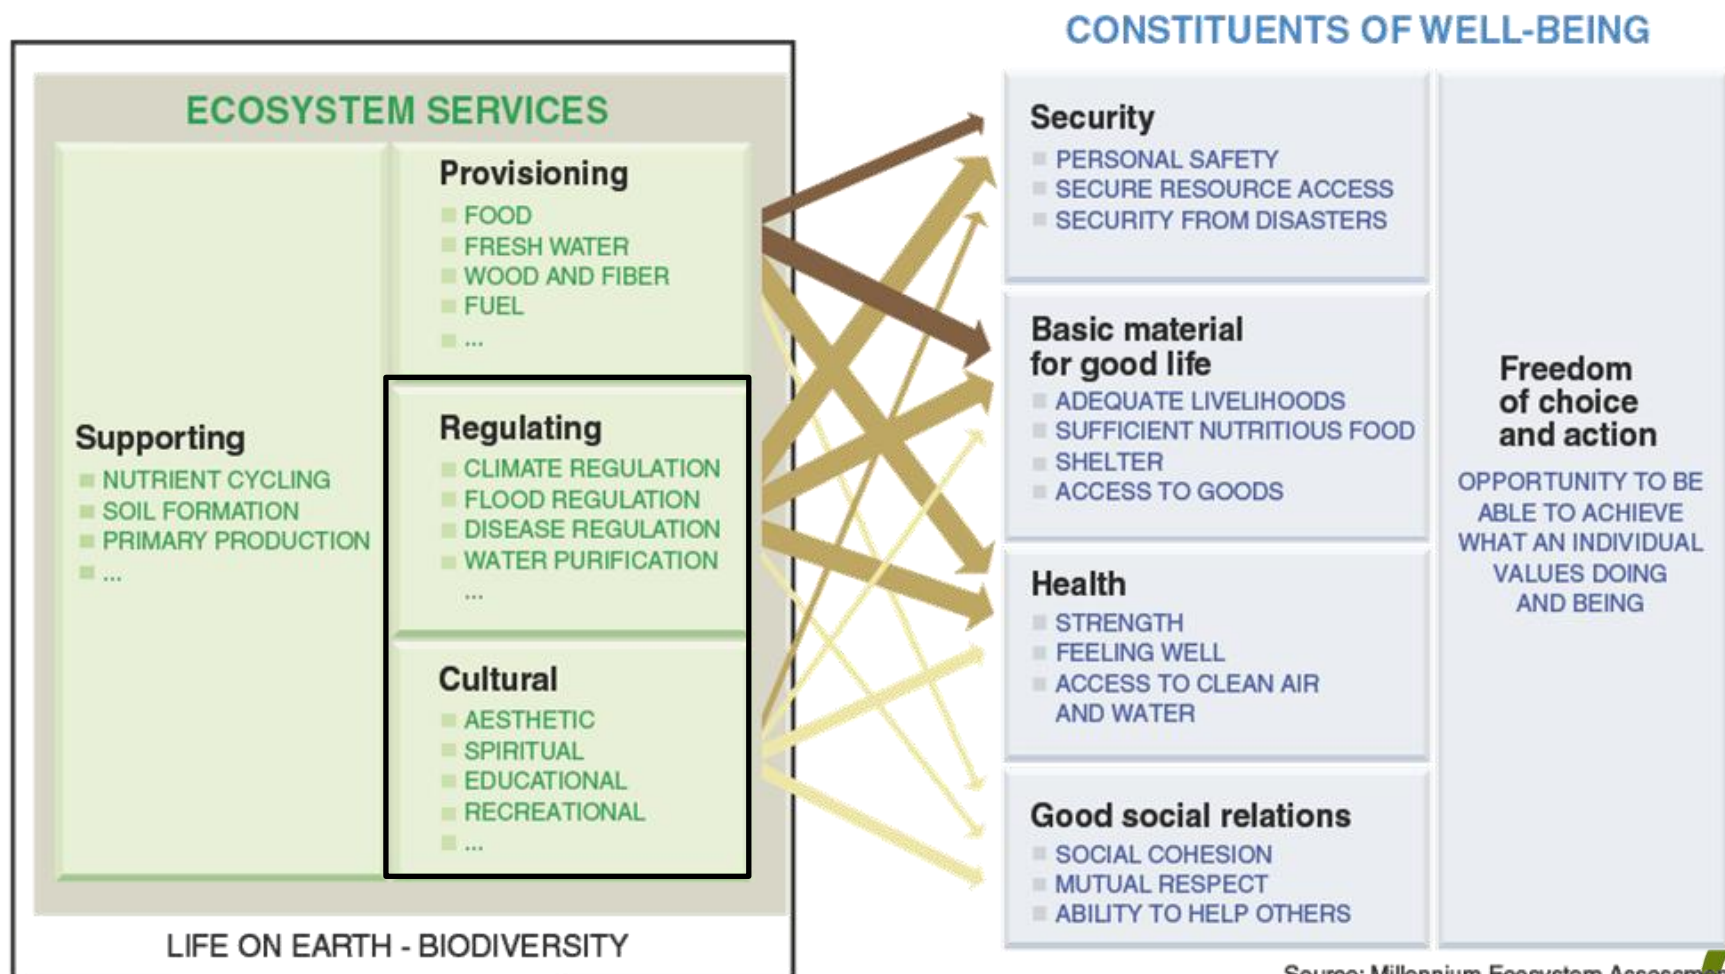 CONSTITUENTS OF WELL-BEING
ECOSYSTEM SERVICES
Supporting
NUTRIENT CYCLING
SOIL FORMATION
PRIMARY PRODUCTION
...
Provisioning
FOOD
FRESH WATER
WOOD AND FIBER
FUEL
...
Regulating
CLIMATE REGULATION
FLOOD REGULATION
DISEASE REGULATION
WATER PURIFICATION
...
Cultural
AESTHETIC
SPIRITUAL
EDUCATIONAL
RECREATIONAL
...
LIFE ON EARTH - BIODIVERSITY
Security
PERSONAL SAFETY
SECURE RESOURCE ACCESS
SECURITY FROM DISASTERS
Basic material
for good life
ADEQUATE LIVELIHOODS
SUFFICIENT NUTRITIOUS FOOD
SHELTER
ACCESS TO GOODS
Health
STRENGTH
FEELING WELL
ACCESS TO CLEAN AIR
AND WATER
Good social relations
SOCIAL COHESION
MUTUAL RESPECT
ABILITY TO HELP OTHERS
Freedom
of choice
and action
OPPORTUNITY TO BE
ABLE TO ACHIEVE
WHAT AN INDIVIDUAL
VALUES DOING
AND BEING
Source: Millennium Ecosystem